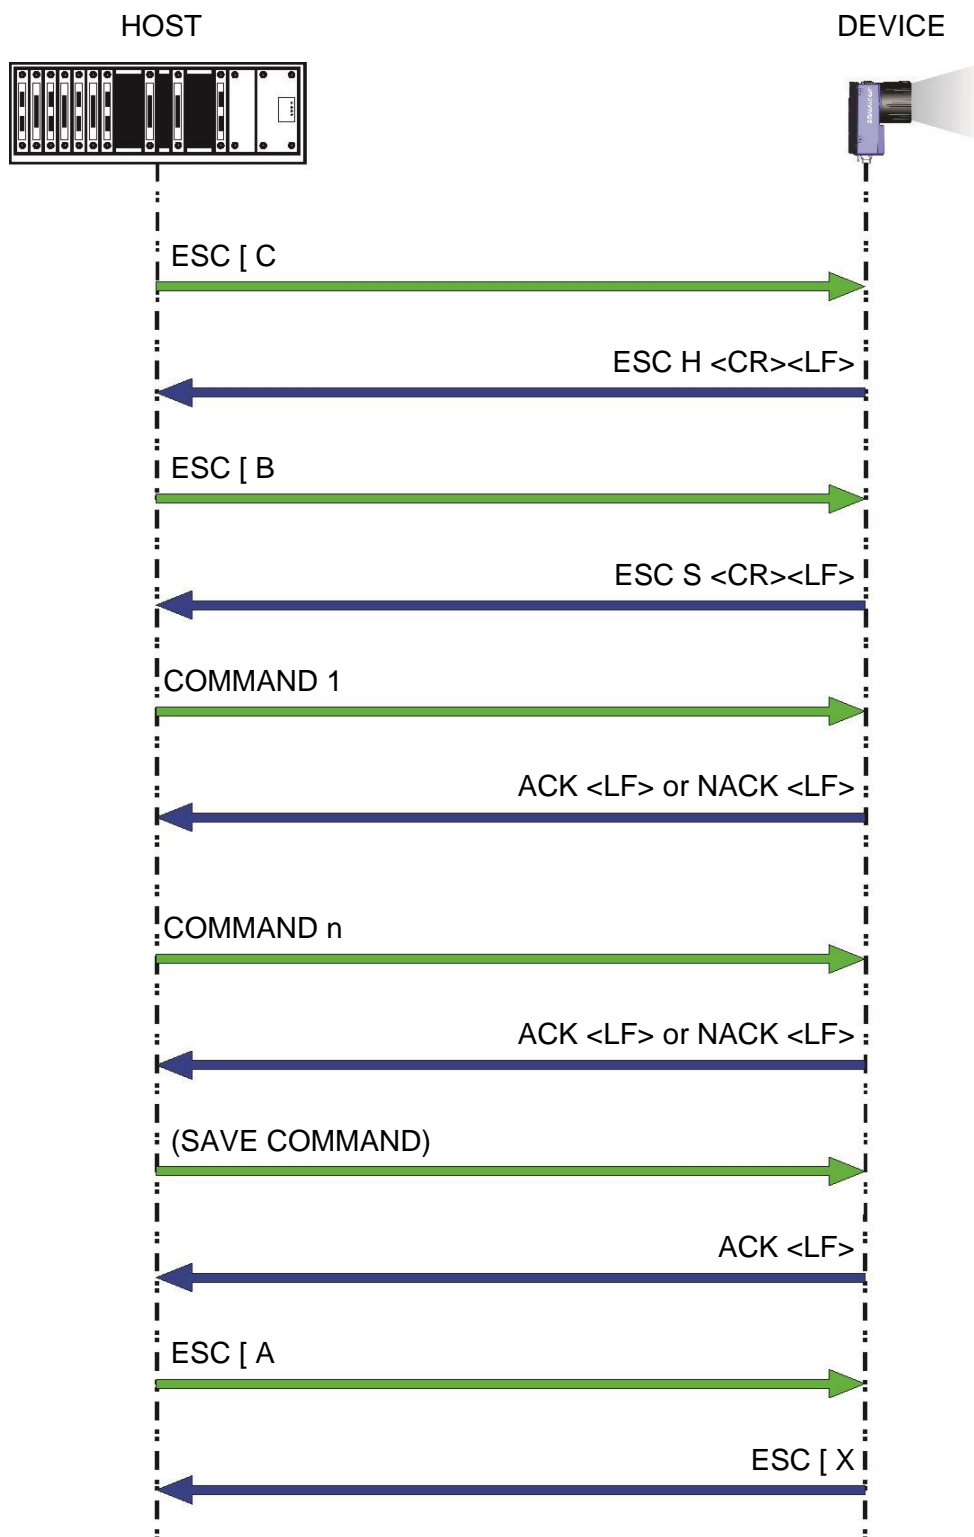 HOST
DEVICE
ESC [ C
ESC H <CR><LF>
ESC [ B
ESC S <CR><LF>
COMMAND 1
ACK <LF> or NACK <LF>
COMMAND n
ACK <LF> or NACK <LF>
(SAVE COMMAND)
ACK <LF>
ESC [ A
ESC [ X